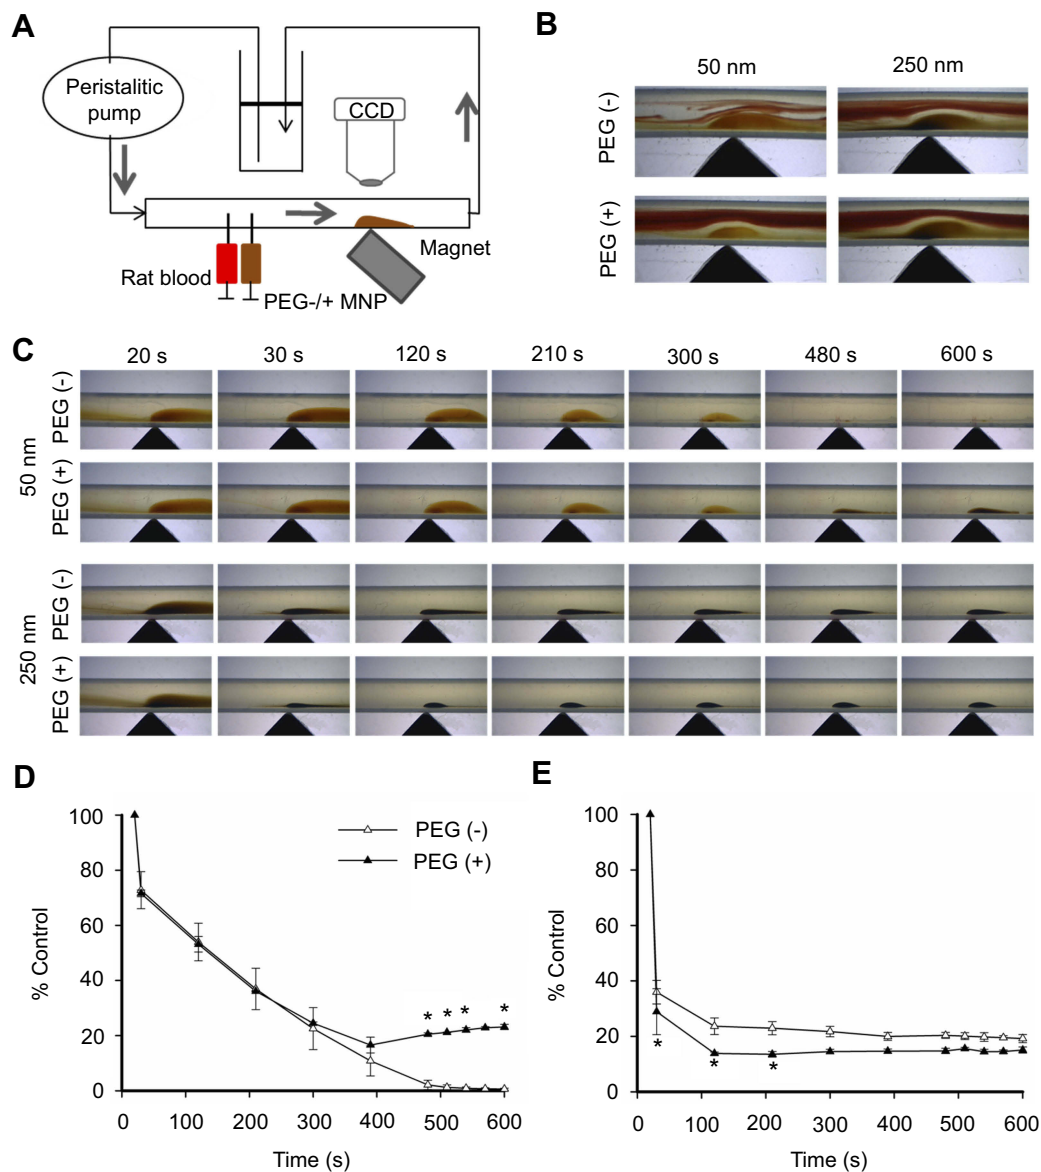 A
Peristalitic
pump
CCD
Magnet
Rat blood
PEG-/+ MNP
B
50 nm
250 nm
PEG (-)
PEG (+)
C
20 s
30 s
120 s
210 s
300 s
480 s
600 s
50 nm
PEG (-)
PEG (+)
250 nm
PEG (-)
PEG (+)
D
% Control
100
80
60
40
20
0
0
100
200
300
400
500
600
Time (s)
PEG (-)
PEG (+)
*
*
*
*
E
% Control
100
80
60
40
20
0
0
100
200
300
400
500
600
Time (s)
*
*
*